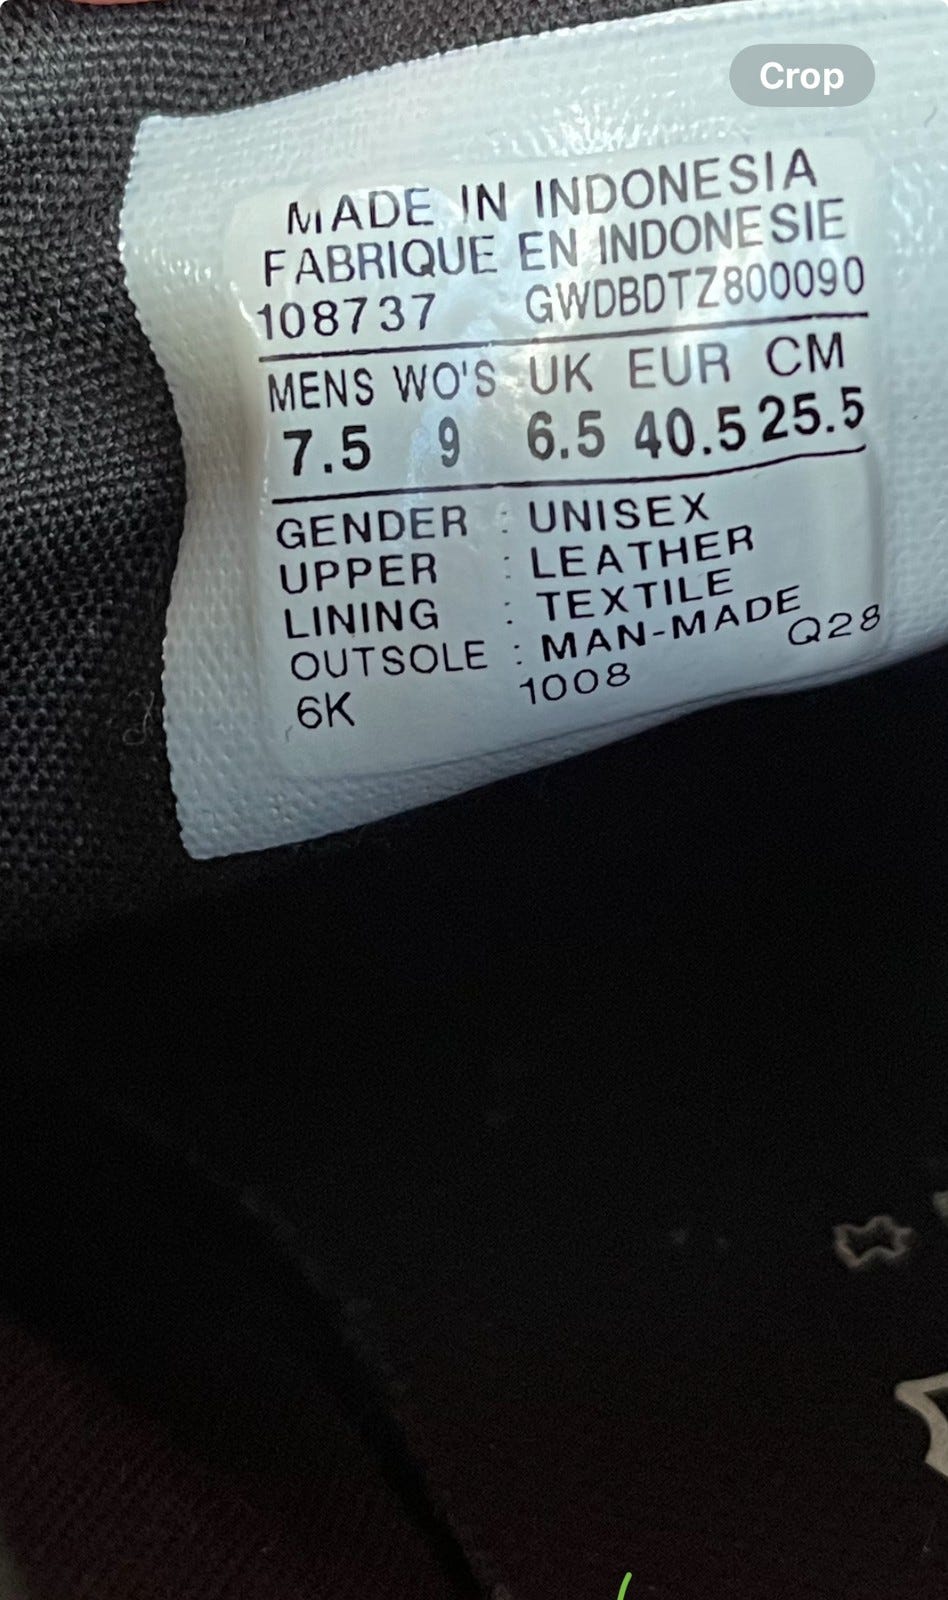 Crop
MADE IN INDONESIA
FABRIQUE EN INDONESIE
108737 GWDBDTZ800090
MENS WO'S UK EUR CM
7.5 9 6.5 40.5 25.5
GENDER : UNISEX
UPPER : LEATHER
LINING : TEXTILE
OUTSOLE : MAN-MADE
6K 1008 Q28